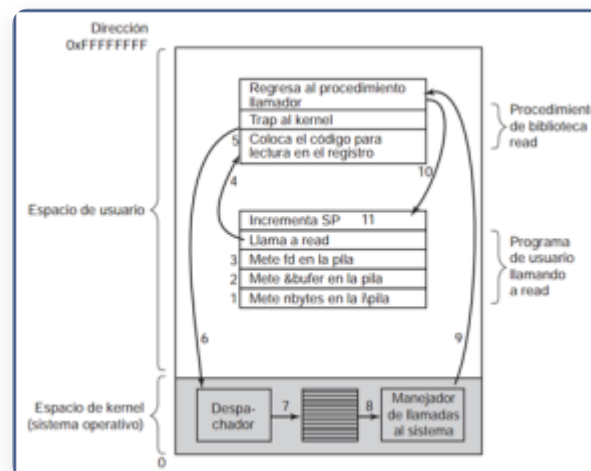 Dirección
0xFFFFFFFF
Regresa al procedimiento
llamador
Trap al kernel
5 Coloca el código para
lectura en el registro
Procedimiento
de biblioteca
read
4
10
Espacio de usuario
Incrementa SP 11
Llama a read
3 Mete fd en la pila
2 Mete &bufer en la pila
1 Mete nbytes en la ñpila
Programa
de usuario
llamando
a read
6
9
Espacio de kernel
(sistema operativo)
Despa-
chador
7
8
Manejador
de llamadas
al sistema
0